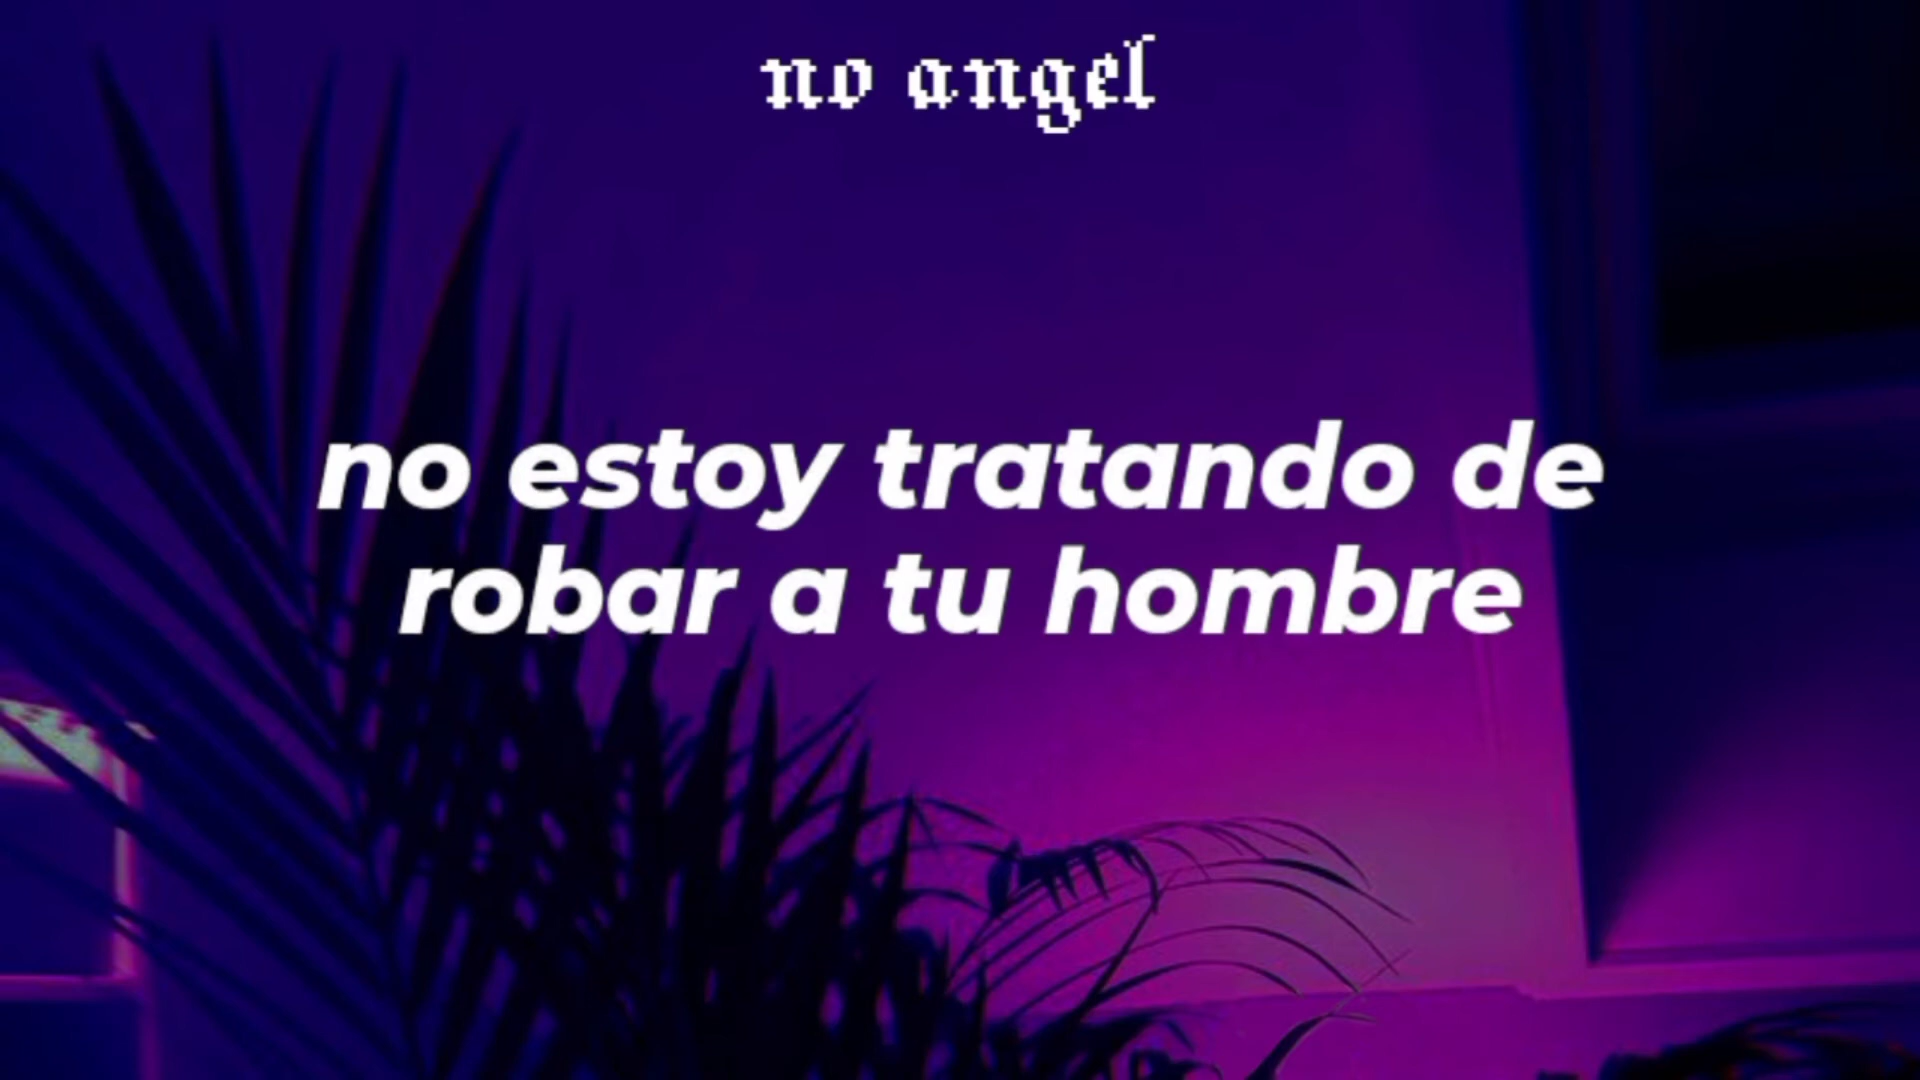 no angel
no estoy tratando de
robar a tu hombre